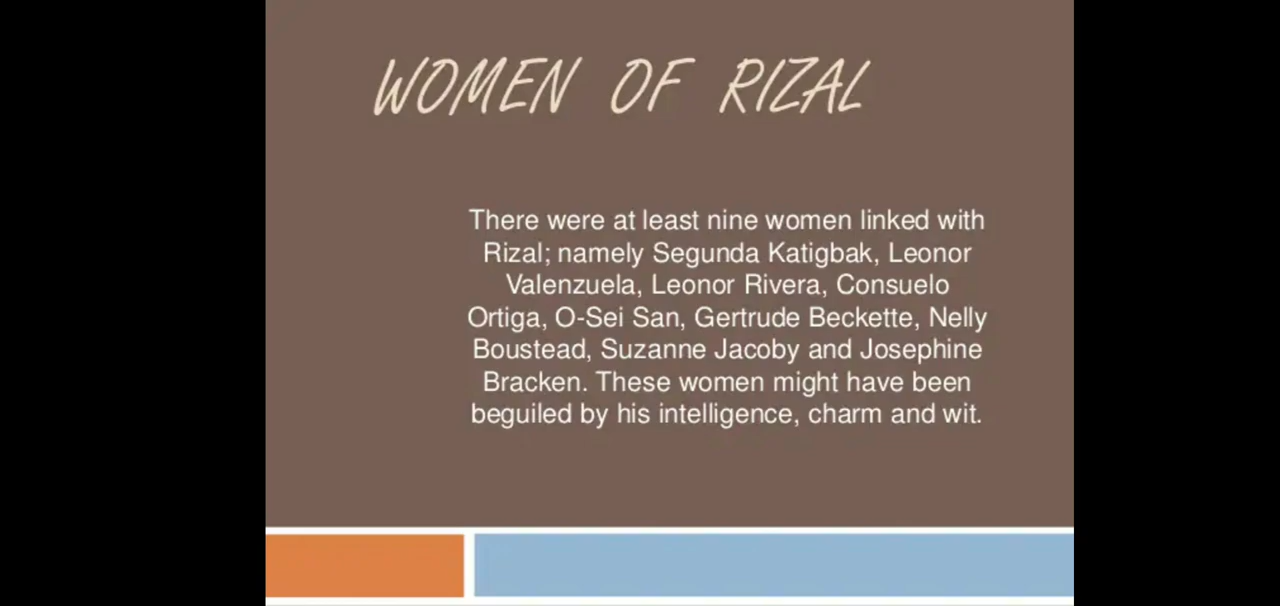 WOMEN OF RIZAL
There were at least nine women linked with
Rizal; namely Segunda Katigbak, Leonor
Valenzuela, Leonor Rivera, Consuelo
Ortiga, O-Sei San, Gertrude Beckette, Nelly
Boustead, Suzanne Jacoby and Josephine
Bracken. These women might have been
beguiled by his intelligence, charm and wit.